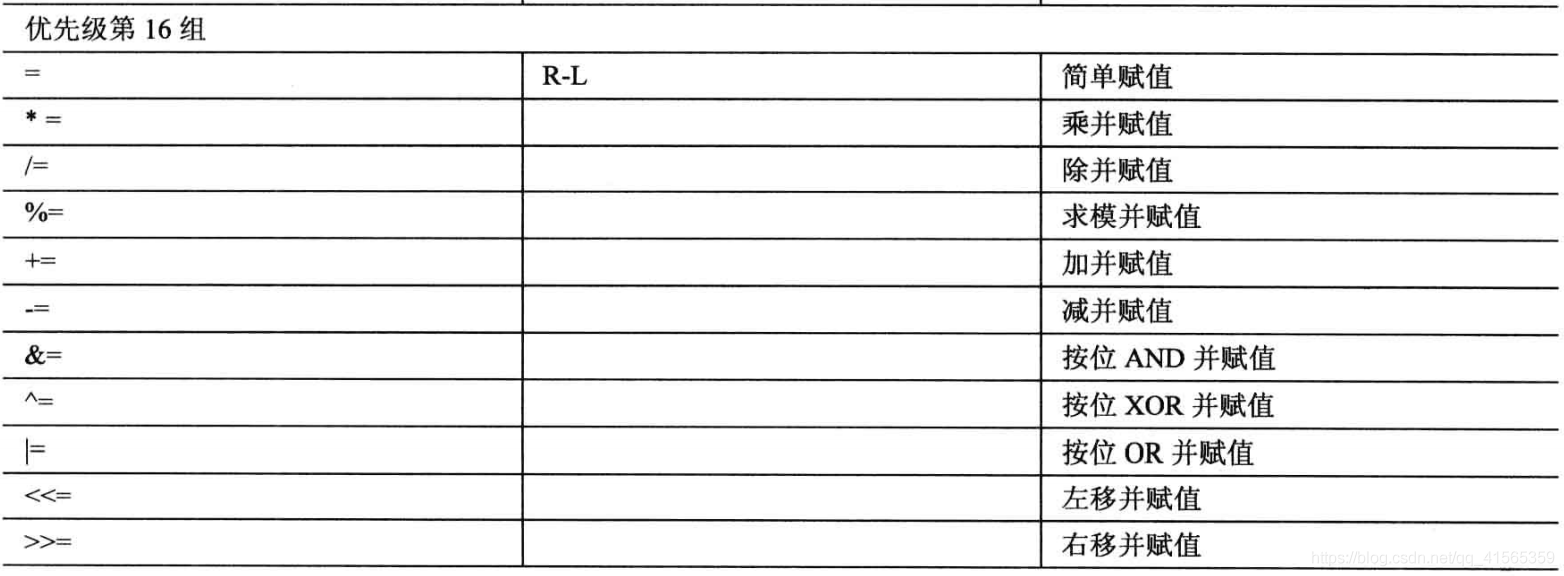 优先级第 16 组
= R-L 简单赋值
* = 乘并赋值
/= 除并赋值
%= 求模并赋值
+= 加并赋值
-= 减并赋值
&= 按位 AND 并赋值
^= 按位 XOR 并赋值
|= 按位 OR 并赋值
<<= 左移并赋值
>>= 右移并赋值
https://blog.csdn.net/qq_41565359